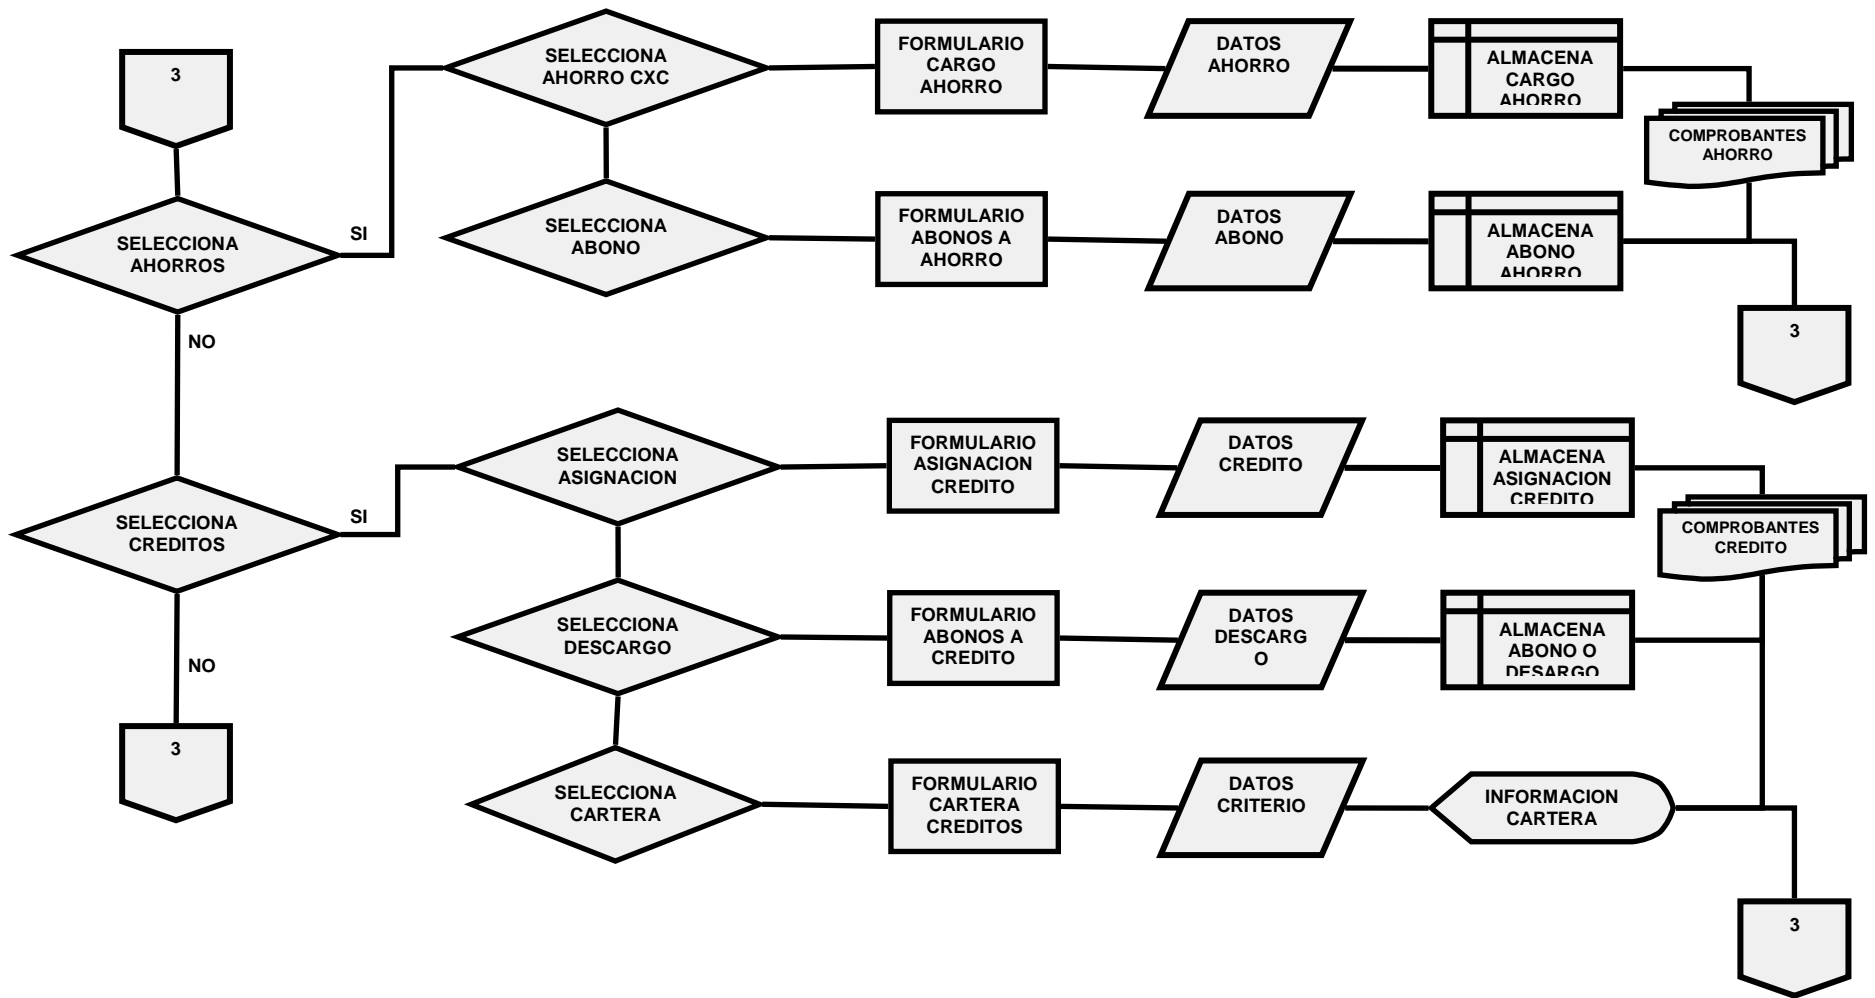 3
SELECCIONA
AHORROS
SI
NO
SELECCIONA
AHORRO CXC
FORMULARIO
CARGO
AHORRO
DATOS
AHORRO
ALMACENA
CARGO
AHORRO
COMPROBANTES
AHORRO
SELECCIONA
ABONO
FORMULARIO
ABONOS A
AHORRO
DATOS
ABONO
ALMACENA
ABONO
AHORRO
3
SELECCIONA
CREDITOS
SI
NO
3
SELECCIONA
ASIGNACION
FORMULARIO
ASIGNACION
CREDITO
DATOS
CREDITO
ALMACENA
ASIGNACION
CREDITO
COMPROBANTES
CREDITO
SELECCIONA
DESCARGO
FORMULARIO
ABONOS A
CREDITO
DATOS
DESCARG
O
ALMACENA
ABONO O
DESARGO
SELECCIONA
CARTERA
FORMULARIO
CARTERA
CREDITOS
DATOS
CRITERIO
INFORMACION
CARTERA
3